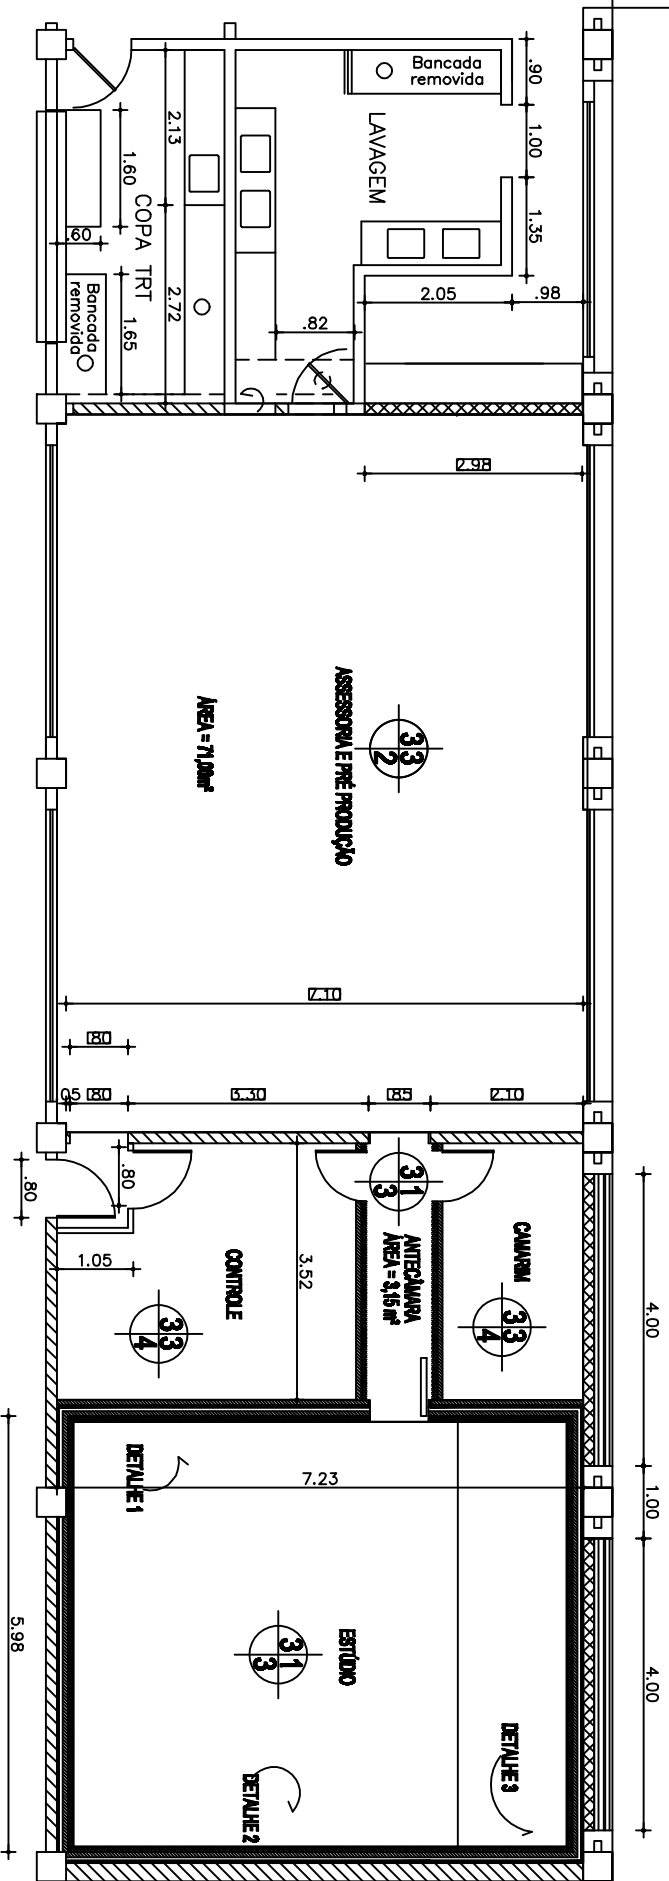 Bancada
removida
.90
1.00
1.35
LAVAGEM
2.13
1.60
COPA TRT
.60
2.72
1.65
Bancada
removida
.82
2.05
.98
2.98
ASSESSORIA E PRÉ PRODUÇÃO
ÁREA = 71,00m²
33
2
7.10
.80
.05
.80
3.30
.85
2.10
.80
.80
1.05
3.52
CONTROLE
33
4
31
3
ANTECÂMARA
ÁREA = 3,15 m²
CAMARIM
33
4
4.00
1.00
4.00
7.23
5.98
DETALHE 1
ESTÚDIO
31
3
DETALHE 2
DETALHE 3